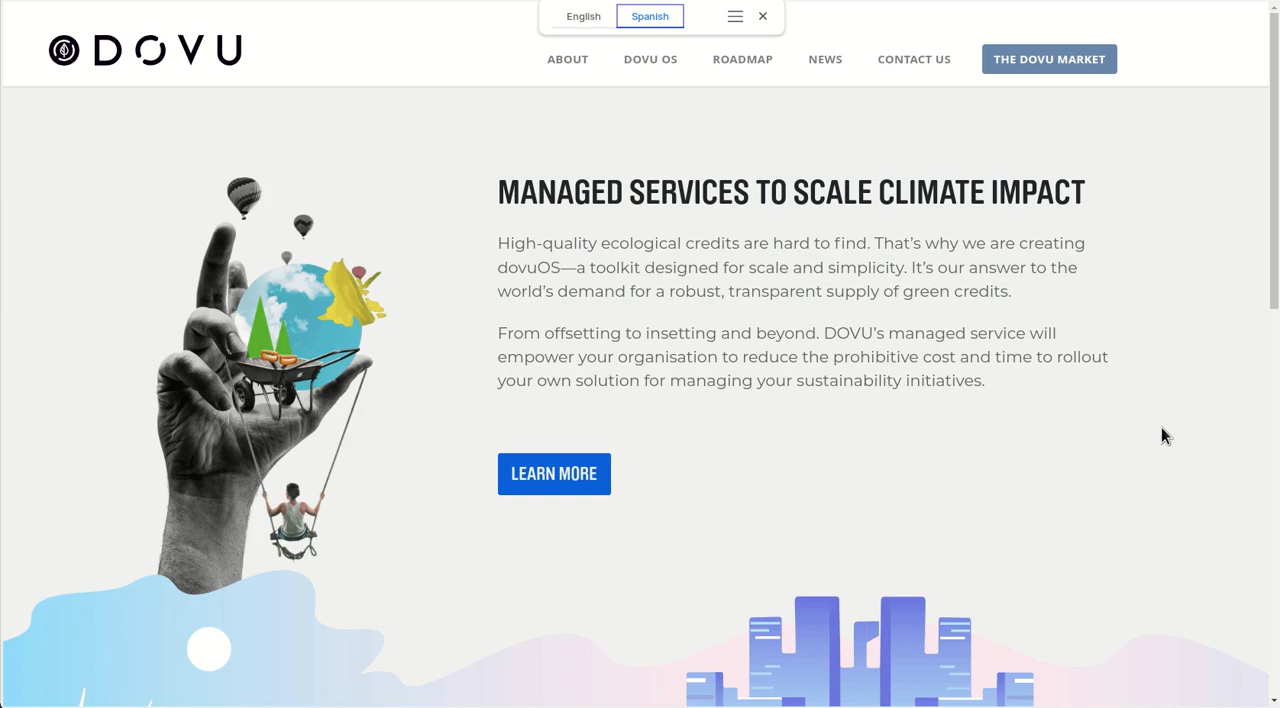 English
Spanish
DOVU
ABOUT
DOVU OS
ROADMAP
NEWS
CONTACT US
THE DOVU MARKET
MANAGED SERVICES TO SCALE CLIMATE IMPACT
High-quality ecological credits are hard to find. That’s why we are creating
dovuOS—a toolkit designed for scale and simplicity. It’s our answer to the
world’s demand for a robust, transparent supply of green credits.
From offsetting to insetting and beyond. DOVU’s managed service will
empower your organisation to reduce the prohibitive cost and time to rollout
your own solution for managing your sustainability initiatives.
LEARN MORE